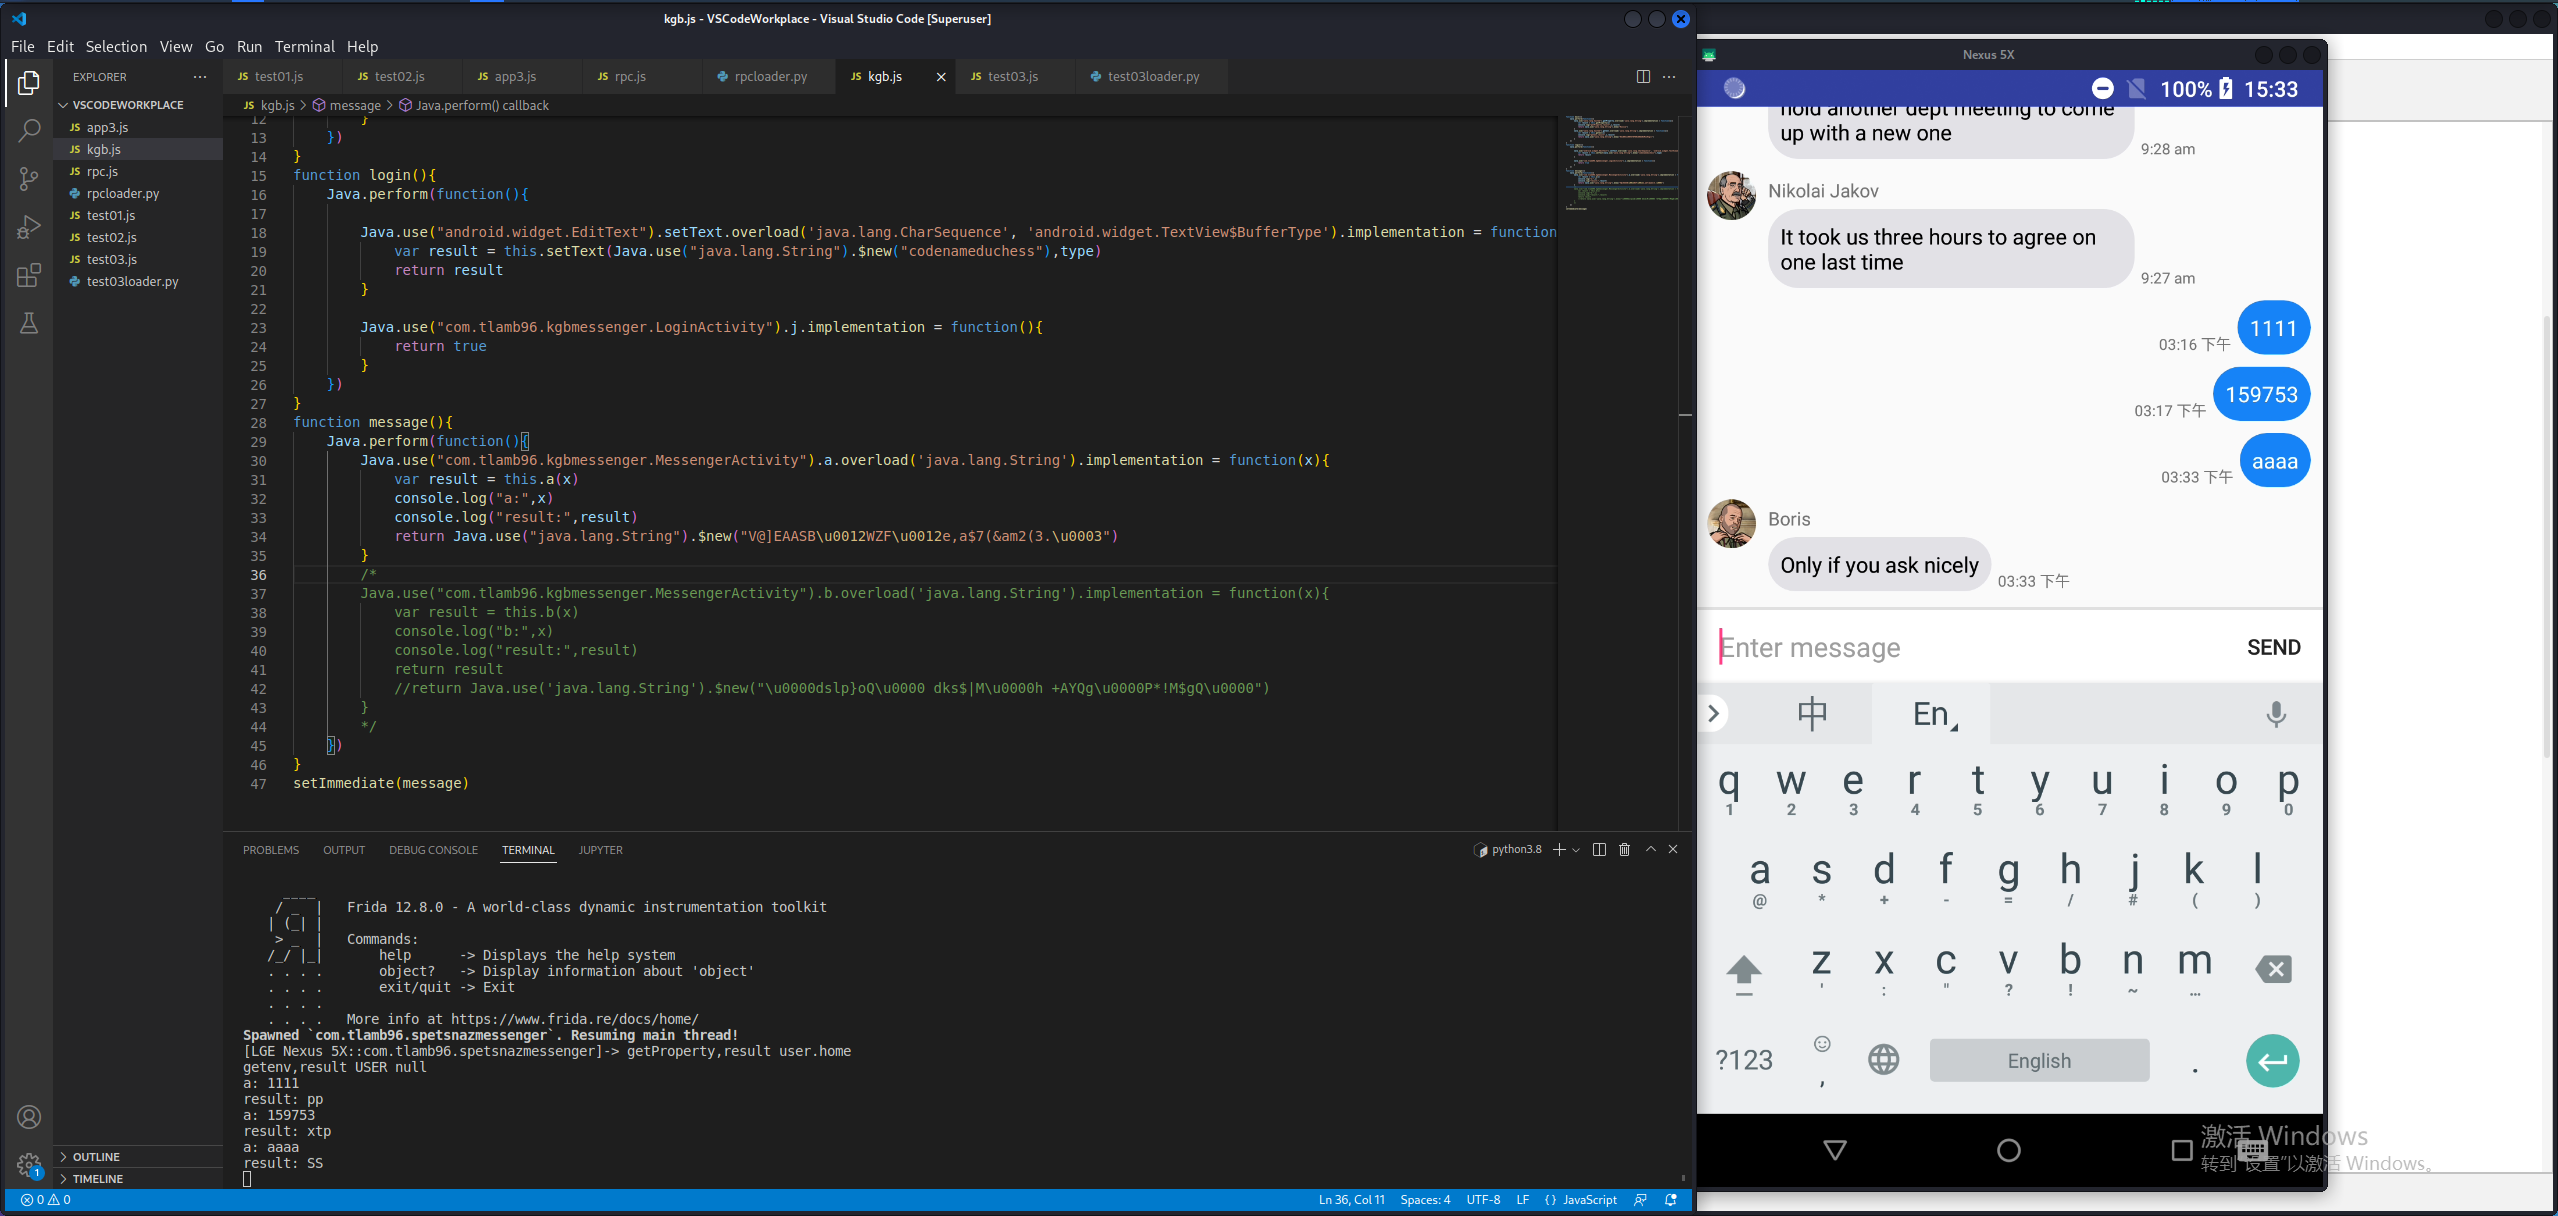 kgb.js - VSCodeWorkplace - Visual Studio Code [Superuser]
File Edit Selection View Go Run Terminal Help
EXPLORER
VSCODEWORKPLACE
app3.js
kgb.js
rpc.js
rpcloader.py
test01.js
test02.js
test03.js
test03loader.py
OUTLINE
TIMELINE
test01.js test02.js app3.js rpc.js rpcloader.py kgb.js test03.js test03loader.py
kgb.js > message > Java.perform() callback
12 }
13 })
14 }
15 function login(){
16 Java.perform(function(){
17
18 Java.use("android.widget.EditText").setText.overload('java.lang.CharSequence', 'android.widget.TextView$BufferType').implementation = function
19 var result = this.setText(Java.use("java.lang.String").$new("codenameduchess"),type)
20 return result
21 }
22
23 Java.use("com.tlamb96.kgbmessenger.LoginActivity").j.implementation = function(){
24 return true
25 }
26 })
27 }
28 function message(){
29 Java.perform(function(){
30 Java.use("com.tlamb96.kgbmessenger.MessengerActivity").a.overload('java.lang.String').implementation = function(x){
31 var result = this.a(x)
32 console.log("a:",x)
33 console.log("result:",result)
34 return Java.use("java.lang.String").$new("V@]EAASB\u0012WZF\u0012e,a$7(&am2(3.\u0003")
35 }
36 /*
37 Java.use("com.tlamb96.kgbmessenger.MessengerActivity").b.overload('java.lang.String').implementation = function(x){
38 var result = this.b(x)
39 console.log("b:",x)
40 console.log("result:",result)
41 return result
42 //return Java.use('java.lang.String').$new("\u0000dslp}oQ\u0000 dks$|M\u0000h +AYQg\u0000P*!M$gQ\u0000")
43 }
44 */
45 })
46 }
47 setImmediate(message)
PROBLEMS OUTPUT DEBUG CONSOLE TERMINAL JUPYTER
python3.8
Frida 12.8.0 - A world-class dynamic instrumentation toolkit
Commands:
help -> Displays the help system
object? -> Display information about 'object'
exit/quit -> Exit
More info at https://www.frida.re/docs/home/
Spawned `com.tlamb96.spetsnazmessenger`. Resuming main thread!
[LGE Nexus 5X::com.tlamb96.spetsnazmessenger]-> getProperty,result user.home
getenv,result USER null
a: 1111
result: pp
a: 159753
result: xtp
a: aaaa
result: SS
1
0 0
Ln 36, Col 11 Spaces: 4 UTF-8 LF {} JavaScript
Nexus 5X
100% 15:33
hold another dept meeting to come
up with a new one
9:28 am
Nikolai Jakov
It took us three hours to agree on
one last time
9:27 am
1111
03:16 下午
159753
03:17 下午
aaaa
03:33 下午
Boris
Only if you ask nicely
03:33 下午
Enter message SEND
中 En
q w e r t y u i o p
1 2 3 4 5 6 7 8 9 0
a s d f g h j k l
@ * + - = / # ( )
z x c v b n m
' : " ? ! ~ …
?123 , English .
激活 Windows
转到"设置"以激活 Windows。